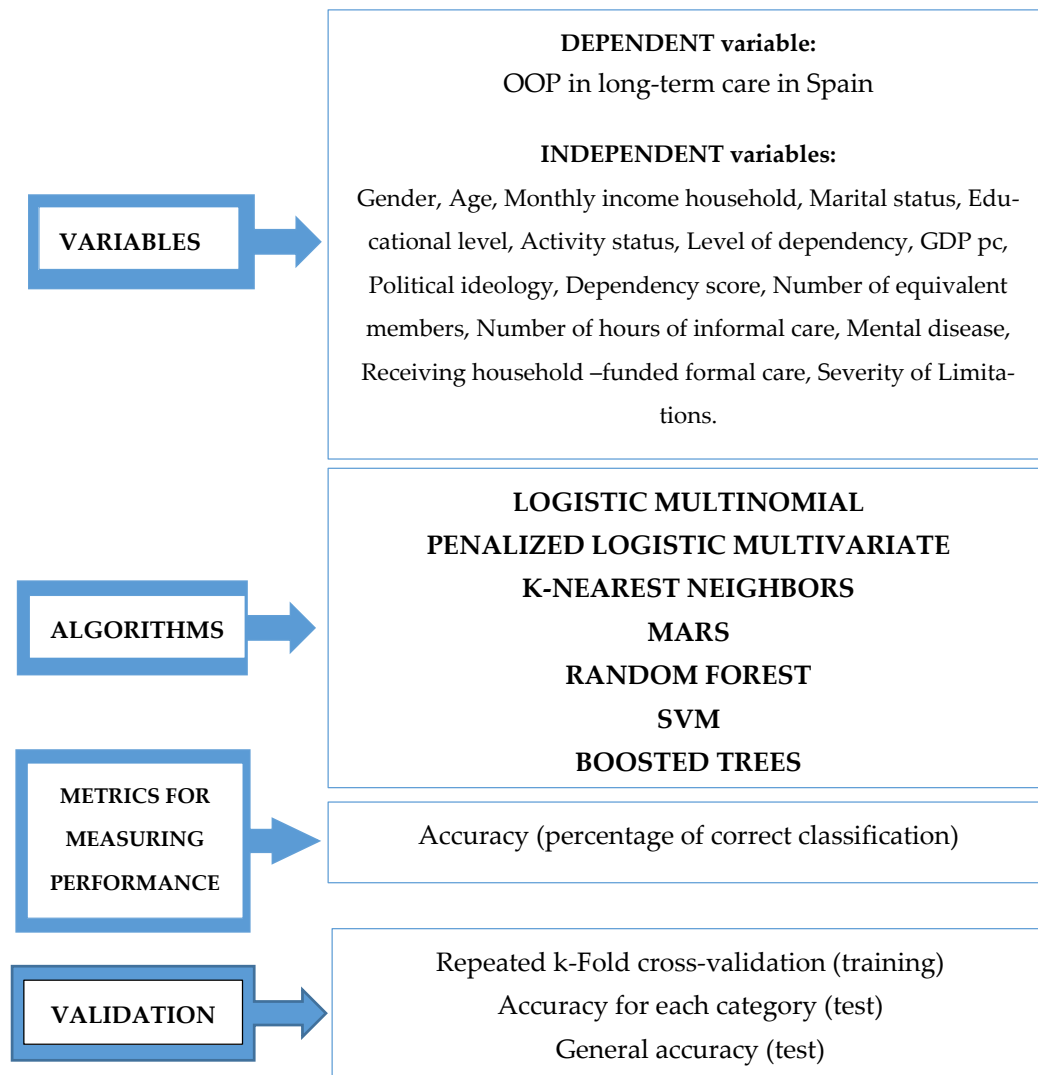 DEPENDENT variable:
OOP in long-term care in Spain
INDEPENDENT variables:
Gender, Age, Monthly income household, Marital status, Edu-
cational level, Activity status, Level of dependency, GDP pc,
Political ideology, Dependency score, Number of equivalent
members, Number of hours of informal care, Mental disease,
Receiving household –funded formal care, Severity of Limita-
tions.
VARIABLES
LOGISTIC MULTINOMIAL
PENALIZED LOGISTIC MULTIVARIATE
K-NEAREST NEIGHBORS
MARS
RANDOM FOREST
SVM
BOOSTED TREES
ALGORITHMS
METRICS FOR
MEASURING
PERFORMANCE
Accuracy (percentage of correct classification)
VALIDATION
Repeated k-Fold cross-validation (training)
Accuracy for each category (test)
General accuracy (test)